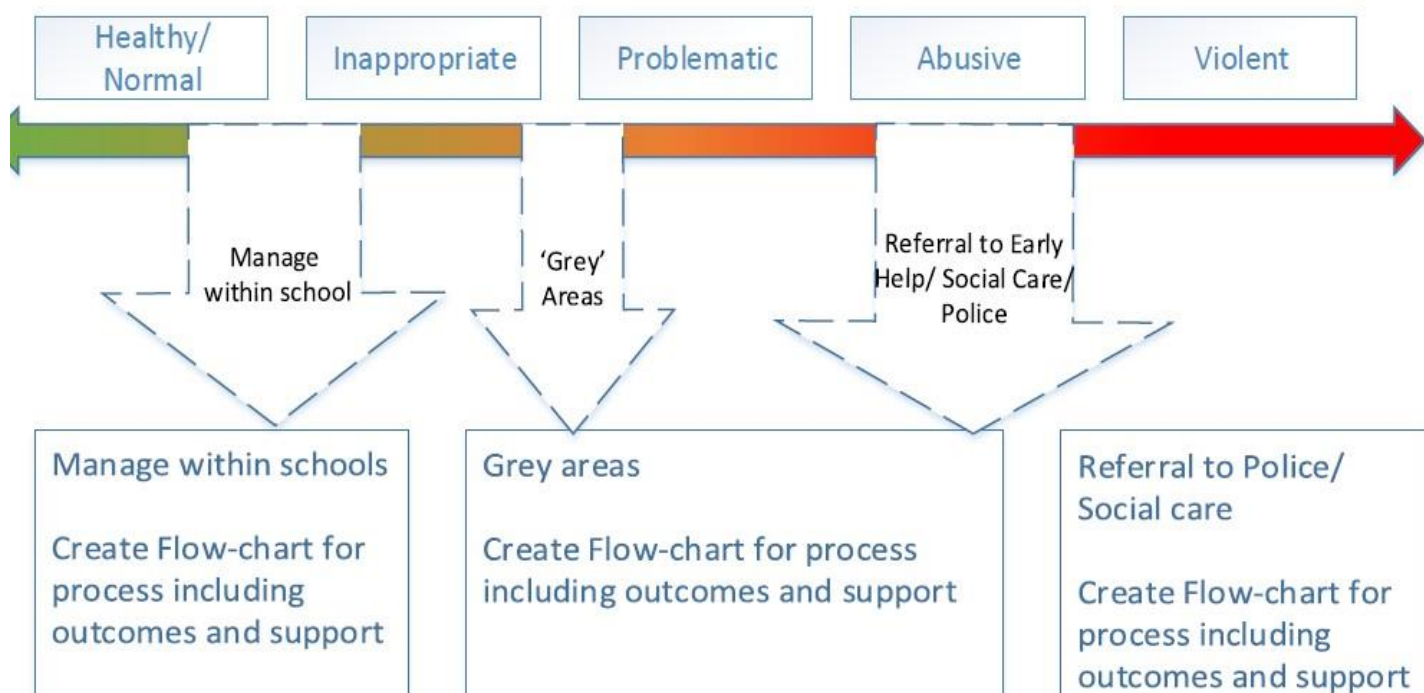 Healthy/
Normal
Inappropriate
Problematic
Abusive
Violent
Manage
within school
‘Grey’
Areas
Referral to Early
Help/ Social Care/
Police
Manage within schools
Create Flow-chart for
process including
outcomes and support
Grey areas
Create Flow-chart for process
including outcomes and support
Referral to Police/
Social care
Create Flow-chart for
process including
outcomes and support